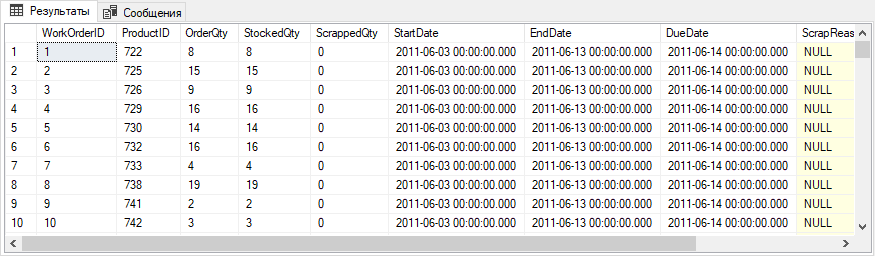 Результаты Сообщения
WorkOrderID ProductID OrderQty StockedQty ScrappedQty StartDate EndDate DueDate ScrapReas
1 1 722 8 8 0 2011-06-03 00:00:00.000 2011-06-13 00:00:00.000 2011-06-14 00:00:00.000 NULL
2 2 725 15 15 0 2011-06-03 00:00:00.000 2011-06-13 00:00:00.000 2011-06-14 00:00:00.000 NULL
3 3 726 9 9 0 2011-06-03 00:00:00.000 2011-06-13 00:00:00.000 2011-06-14 00:00:00.000 NULL
4 4 729 16 16 0 2011-06-03 00:00:00.000 2011-06-13 00:00:00.000 2011-06-14 00:00:00.000 NULL
5 5 730 14 14 0 2011-06-03 00:00:00.000 2011-06-13 00:00:00.000 2011-06-14 00:00:00.000 NULL
6 6 732 16 16 0 2011-06-03 00:00:00.000 2011-06-13 00:00:00.000 2011-06-14 00:00:00.000 NULL
7 7 733 4 4 0 2011-06-03 00:00:00.000 2011-06-13 00:00:00.000 2011-06-14 00:00:00.000 NULL
8 8 738 19 19 0 2011-06-03 00:00:00.000 2011-06-13 00:00:00.000 2011-06-14 00:00:00.000 NULL
9 9 741 2 2 0 2011-06-03 00:00:00.000 2011-06-13 00:00:00.000 2011-06-14 00:00:00.000 NULL
10 10 742 3 3 0 2011-06-03 00:00:00.000 2011-06-13 00:00:00.000 2011-06-14 00:00:00.000 NULL